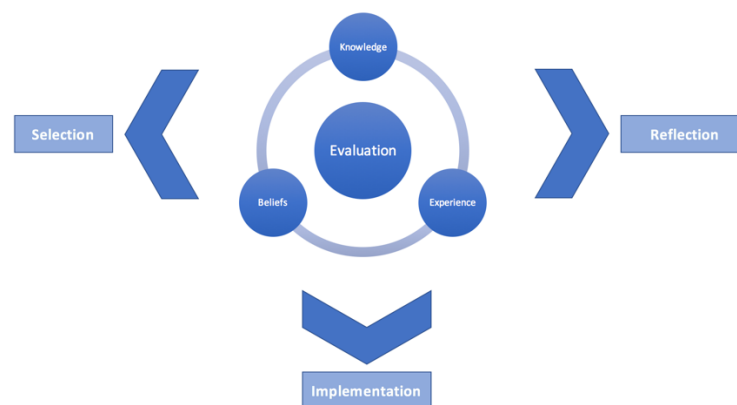 Knowledge
Selection
Evaluation
Reflection
Beliefs
Experience
Implementation